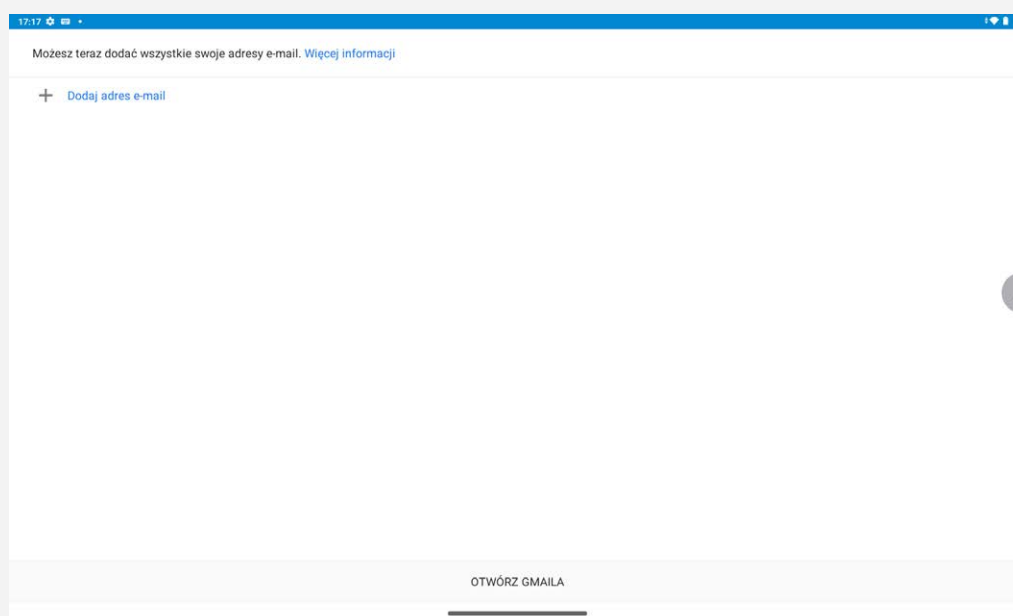 17:17
Możesz teraz dodać wszystkie swoje adresy e-mail. Więcej informacji
Dodaj adres e-mail
OTWÓRZ GMAILA